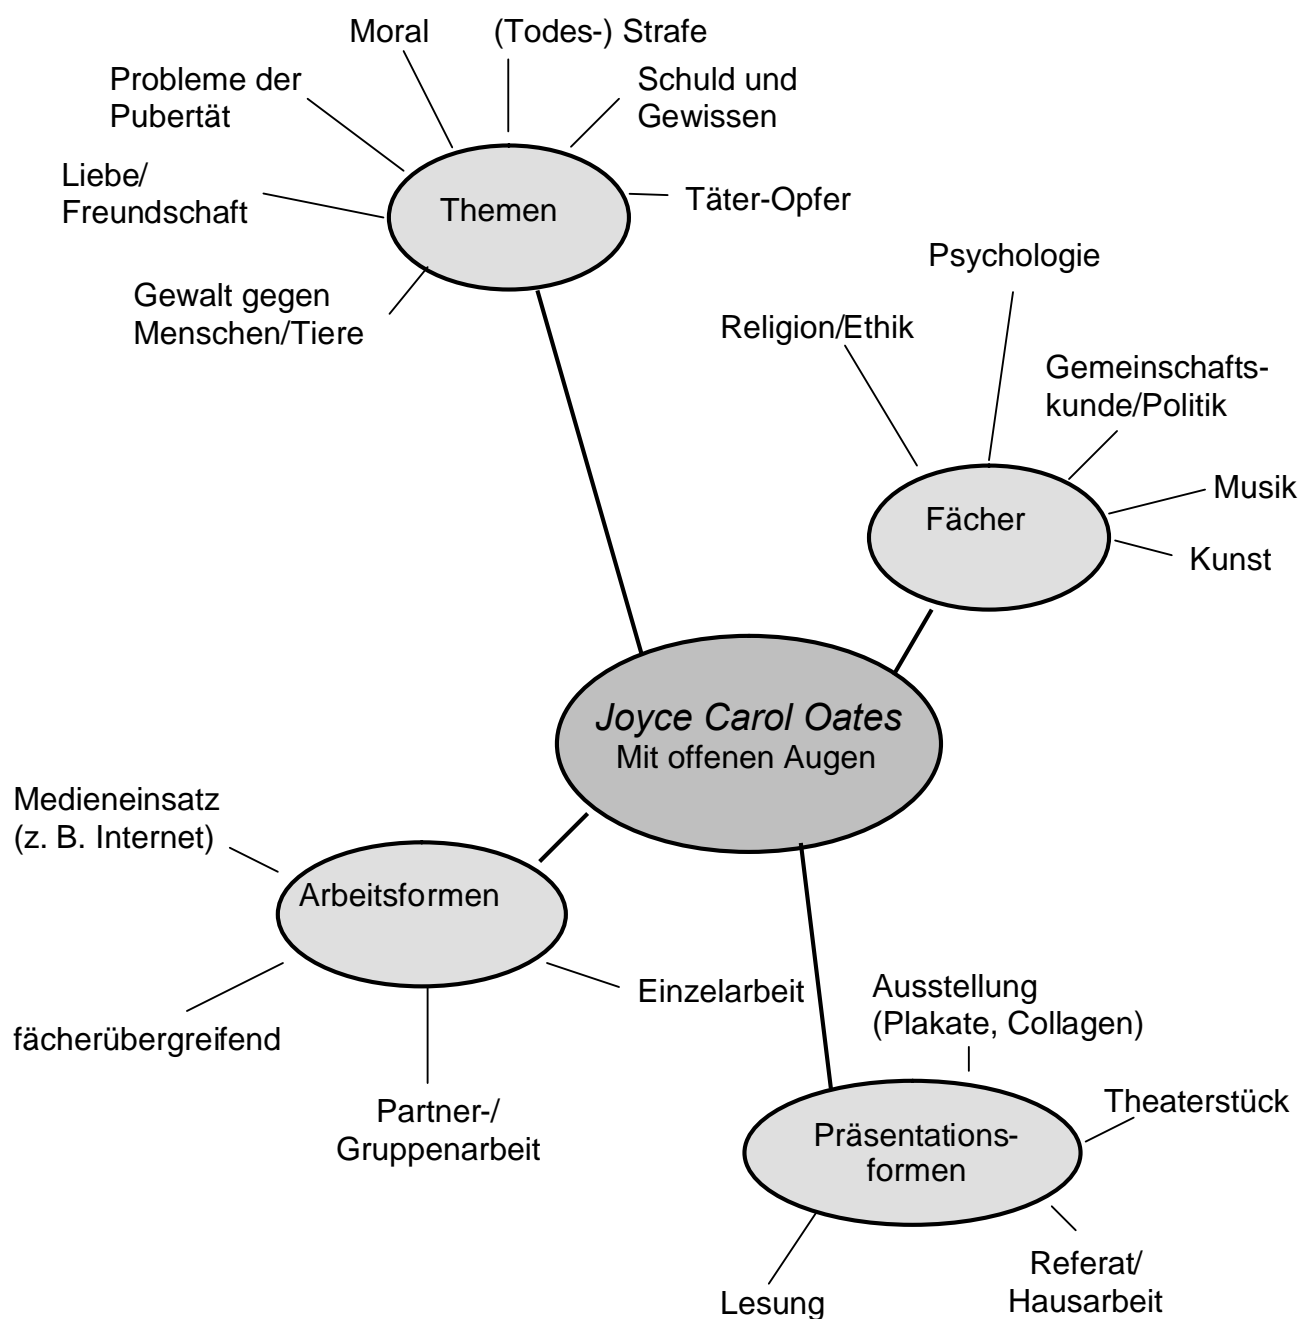 Moral
(Todes-) Strafe
Probleme der
Pubertät
Schuld und
Gewissen
Liebe/
Freundschaft
Themen
Täter-Opfer
Gewalt gegen
Menschen/Tiere
Psychologie
Religion/Ethik
Gemeinschafts-
kunde/Politik
Musik
Fächer
Kunst
Joyce Carol Oates
Mit offenen Augen
Medieneinsatz
(z. B. Internet)
Arbeitsformen
Einzelarbeit
fächerübergreifend
Partner-/
Gruppenarbeit
Ausstellung
(Plakate, Collagen)
Theaterstück
Präsentations-
formen
Referat/
Hausarbeit
Lesung